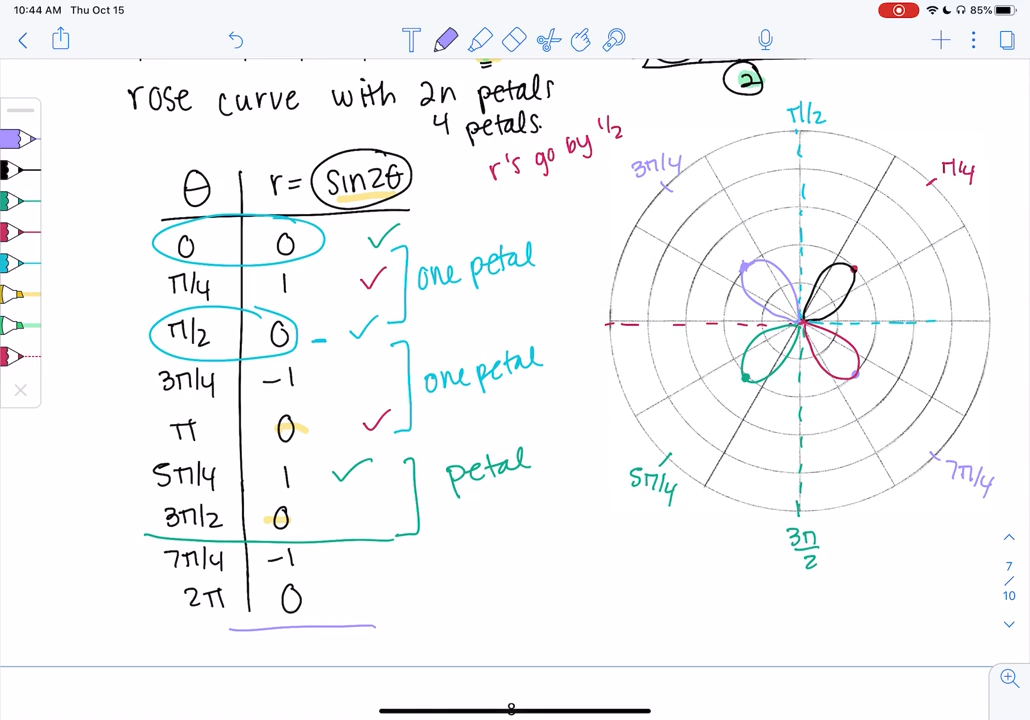 10:44 AM Thu Oct 15
85%
T
2
rose curve with 2n petals
4 petals.
r's go by 1/2
θ r = sin2θ
0 0
π/4 1
π/2 0
3π/4 -1
π 0
5π/4 1
3π/2 0
7π/4 -1
2π 0
one petal
one petal
petal
π/2
3π/4
π/4
5π/4
7π/4
3π/2
7/10
8